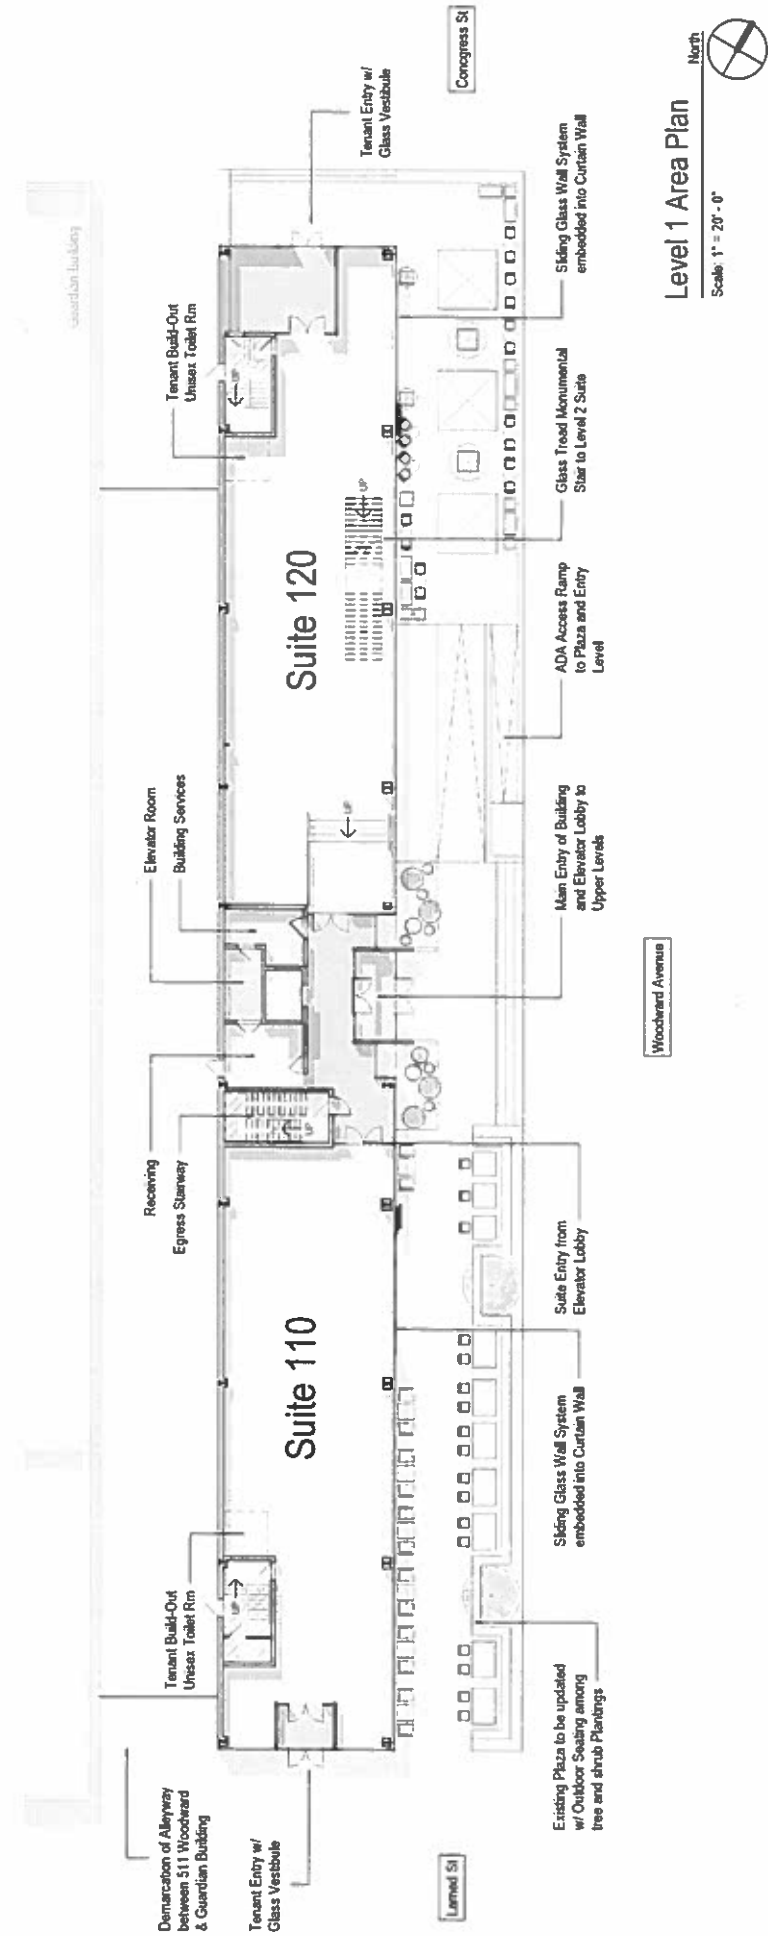 Guardian Building
Demarcation of Alleyway
between 511 Woodward
& Guardian Building
Tenant Build-Out
Unisex Toilet Rm
Receiving
Egress Stairway
Elevator Room
Building Services
Tenant Build-Out
Unisex Toilet Rm
Tenant Entry w/
Glass Vestibule
Tenant Entry w/
Glass Vestibule
UP
UP
UP
Suite 110
Suite 120
UP
UP
Larned St
Concgress St
Existing Plaza to be updated
w/ Outdoor Seating among
tree and shrub Plantings
Sliding Glass Wall System
embedded into Curtain Wall
Suite Entry from
Elevator Lobby
Main Entry of Building
and Elevator Lobby to
Upper Levels
ADA Access Ramp
to Plaza and Entry
Level
Glass Tread Monumental
Stair to Level 2 Suite
Sliding Glass Wall System
embedded into Curtain Wall
Woodward Avenue
Level 1 Area Plan
Scale: 1" = 20'- 0"
North